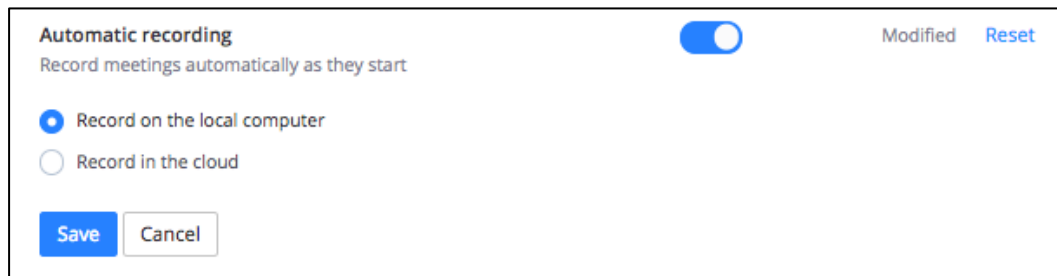 Automatic recording
Modified Reset
Record meetings automatically as they start
Record on the local computer
Record in the cloud
Save Cancel